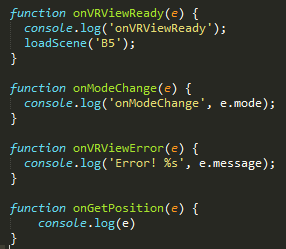 function onVRViewReady(e) {
  console.log('onVRViewReady');
  loadScene('B5');
}
function onModeChange(e) {
  console.log('onModeChange', e.mode);
}
function onVRViewError(e) {
  console.log('Error! %s', e.message);
}
function onGetPosition(e) {
    console.log(e)
}